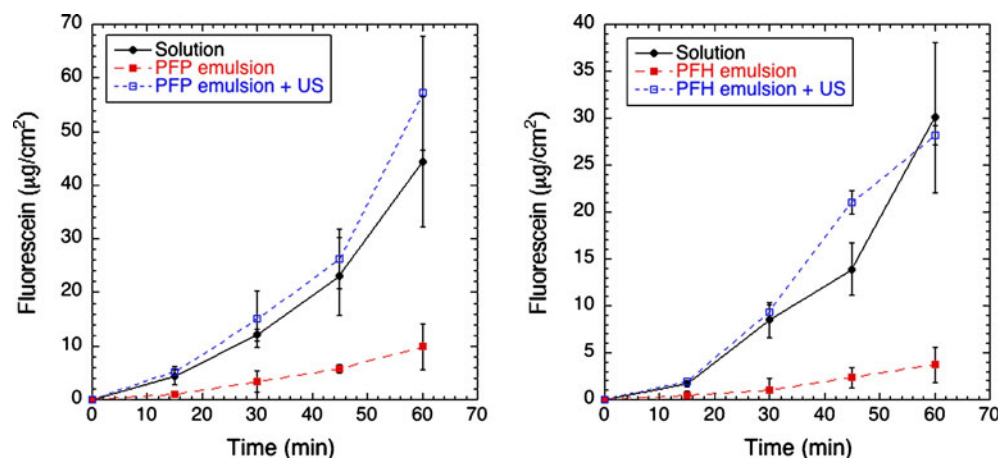 70
60
50
40
30
20
10
0
Fluorescein (μg/cm²)
Solution
PFP emulsion
PFP emulsion + US
0 10 20 30 40 50 60 70
Time (min)
40
35
30
25
20
15
10
5
0
Fluorescein (μg/cm²)
Solution
PFH emulsion
PFH emulsion + US
0 10 20 30 40 50 60 70
Time (min)